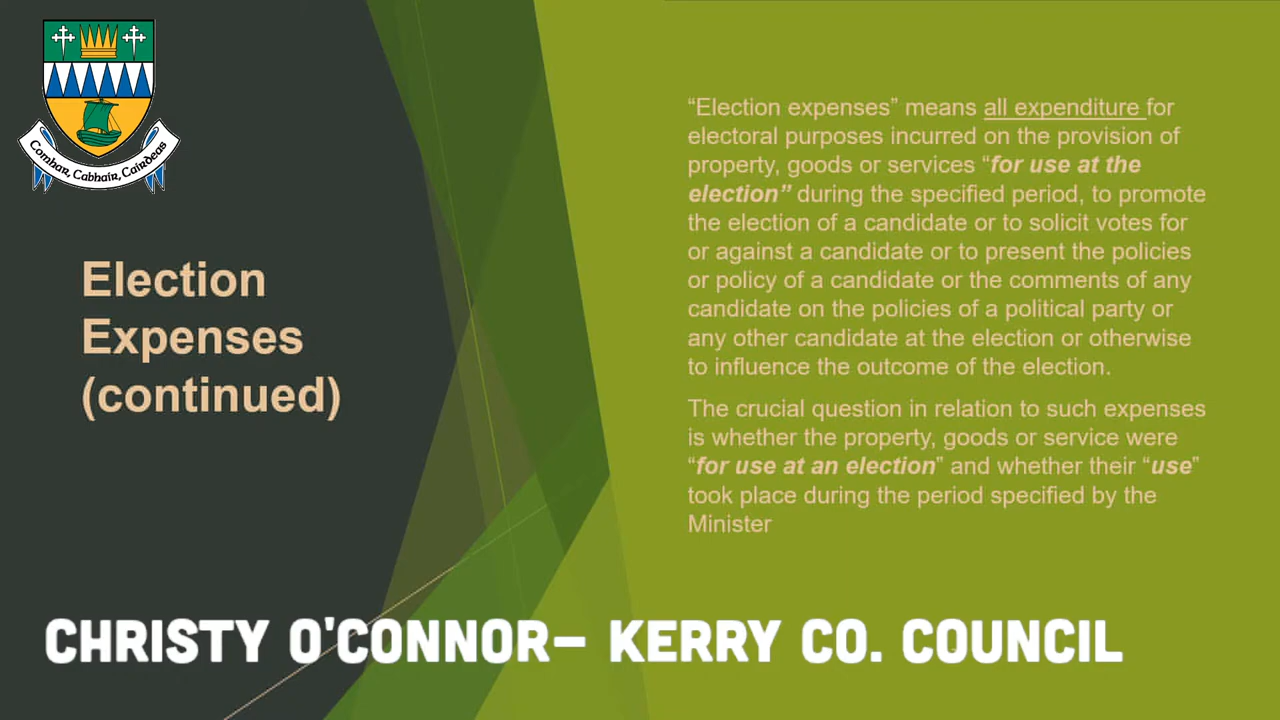 Comhar, Cabhair, Cairdeas
Election
Expenses
(continued)
“Election expenses” means all expenditure for
electoral purposes incurred on the provision of
property, goods or services “for use at the
election” during the specified period, to promote
the election of a candidate or to solicit votes for
or against a candidate or to present the policies
or policy of a candidate or the comments of any
candidate on the policies of a political party or
any other candidate at the election or otherwise
to influence the outcome of the election.
The crucial question in relation to such expenses
is whether the property, goods or service were
“for use at an election” and whether their “use”
took place during the period specified by the
Minister
CHRISTY O'CONNOR– KERRY CO. COUNCIL